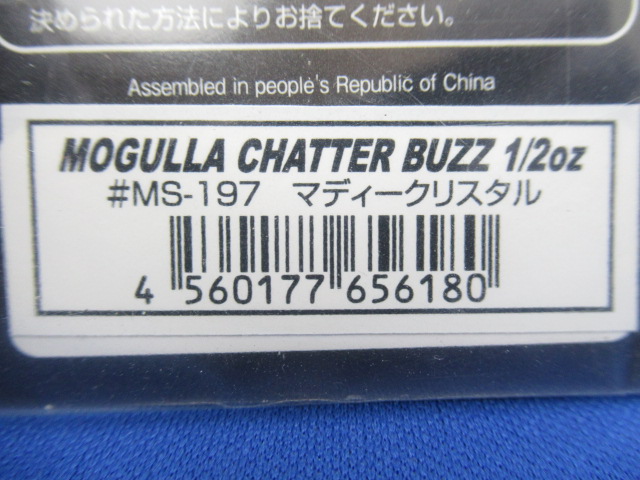 決められた方法によりお捨てください。
Assembled in people's Republic of China
MOGULLA CHATTER BUZZ 1/2oz
#MS-197 マディークリスタル
4 560177 656180